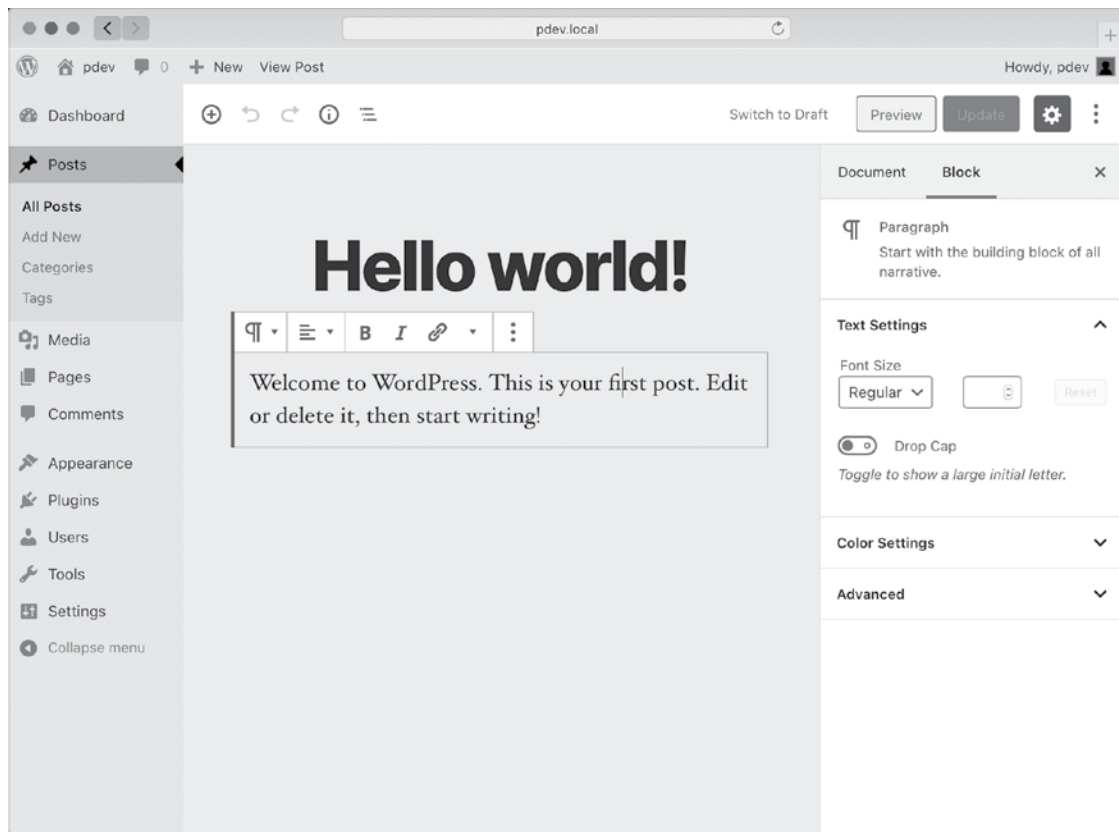 pdev.local
pdev 0 New View Post Howdy, pdev
Dashboard
Switch to Draft Preview Update
Posts
All Posts
Add New
Categories
Tags
Media
Pages
Comments
Appearance
Plugins
Users
Tools
Settings
Collapse menu
Hello world!
B I
Welcome to WordPress. This is your first post. Edit
or delete it, then start writing!
Document Block
Paragraph
Start with the building block of all
narrative.
Text Settings
Font Size
Regular Reset
Drop Cap
Toggle to show a large initial letter.
Color Settings
Advanced